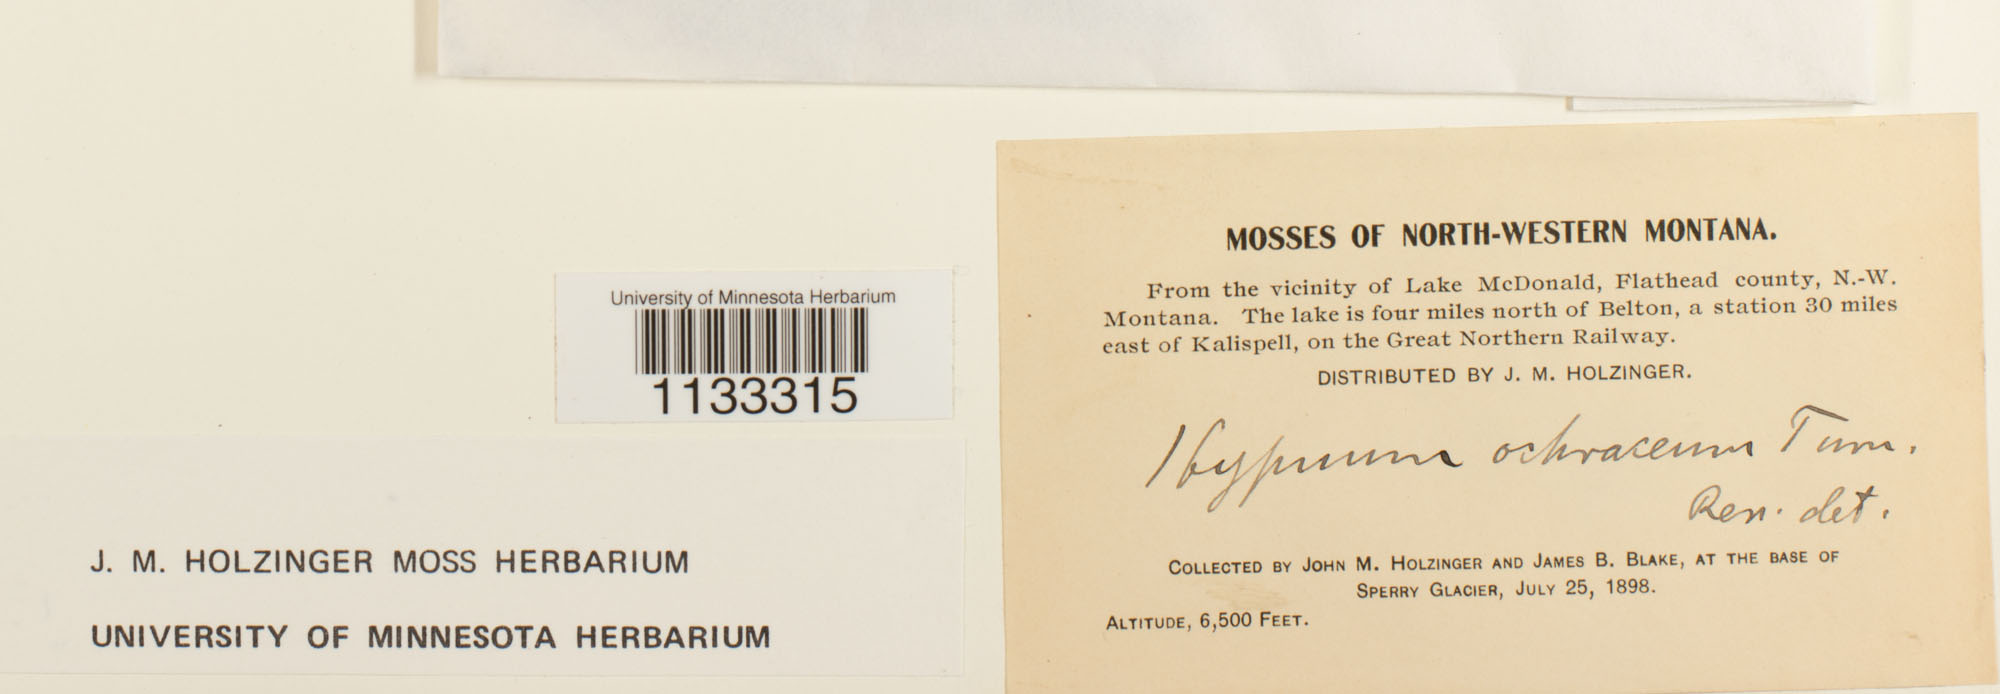 University of Minnesota Herbarium
1133315
J. M. HOLZINGER MOSS HERBARIUM
UNIVERSITY OF MINNESOTA HERBARIUM
MOSSES OF NORTH-WESTERN MONTANA.
From the vicinity of Lake McDonald, Flathead county, N.-W.
Montana. The lake is four miles north of Belton, a station 30 miles
east of Kalispell, on the Great Northern Railway.
DISTRIBUTED BY J. M. HOLZINGER.
Hypnum ochraceum Turn.
Ren. det.
COLLECTED BY JOHN M. HOLZINGER AND JAMES B. BLAKE, AT THE BASE OF
SPERRY GLACIER, JULY 25, 1898.
ALTITUDE, 6,500 FEET.